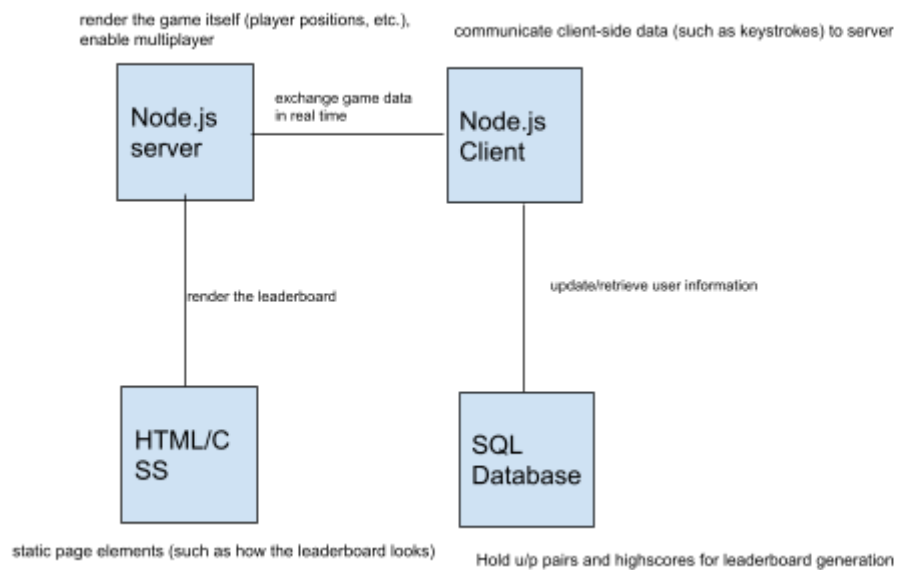 render the game itself (player positions, etc.),
enable multiplayer
communicate client-side data (such as keystrokes) to server
Node.js
server
exchange game data
in real time
Node.js
Client
render the leaderboard
update/retrieve user information
HTML/C
SS
SQL
Database
static page elements (such as how the leaderboard looks)
Hold u/p pairs and highscores for leaderboard generation